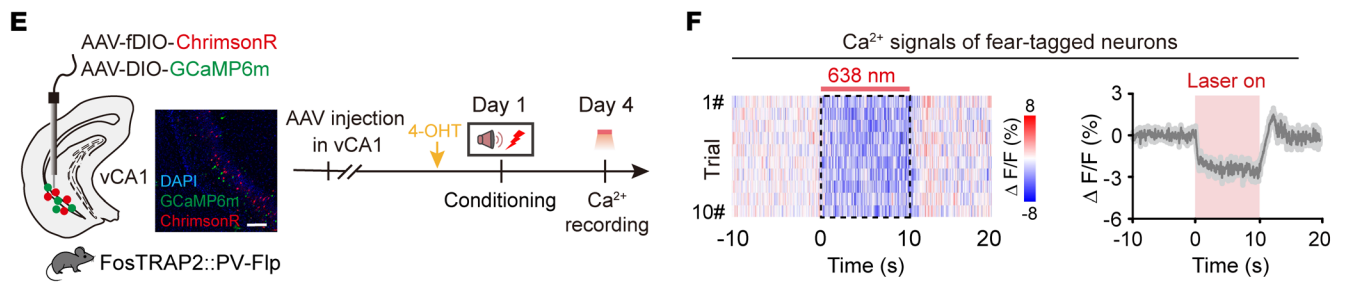 E
AAV-fDIO-ChrimsonR
AAV-DIO-GCaMP6m
vCA1
DAPI
GCaMP6m
ChrimsonR
FosTRAP2::PV-Flp
AAV injection
in vCA1
4-OHT
Day 1
Conditioning
Day 4
Ca²⁺
recording
F
Ca²⁺ signals of fear-tagged neurons
638 nm
1#
Trial
10#
-10 0 10 20
Time (s)
8
-8
Δ F/F (%)
Laser on
Δ F/F (%)
3
0
-3
-6
-10 0 10 20
Time (s)